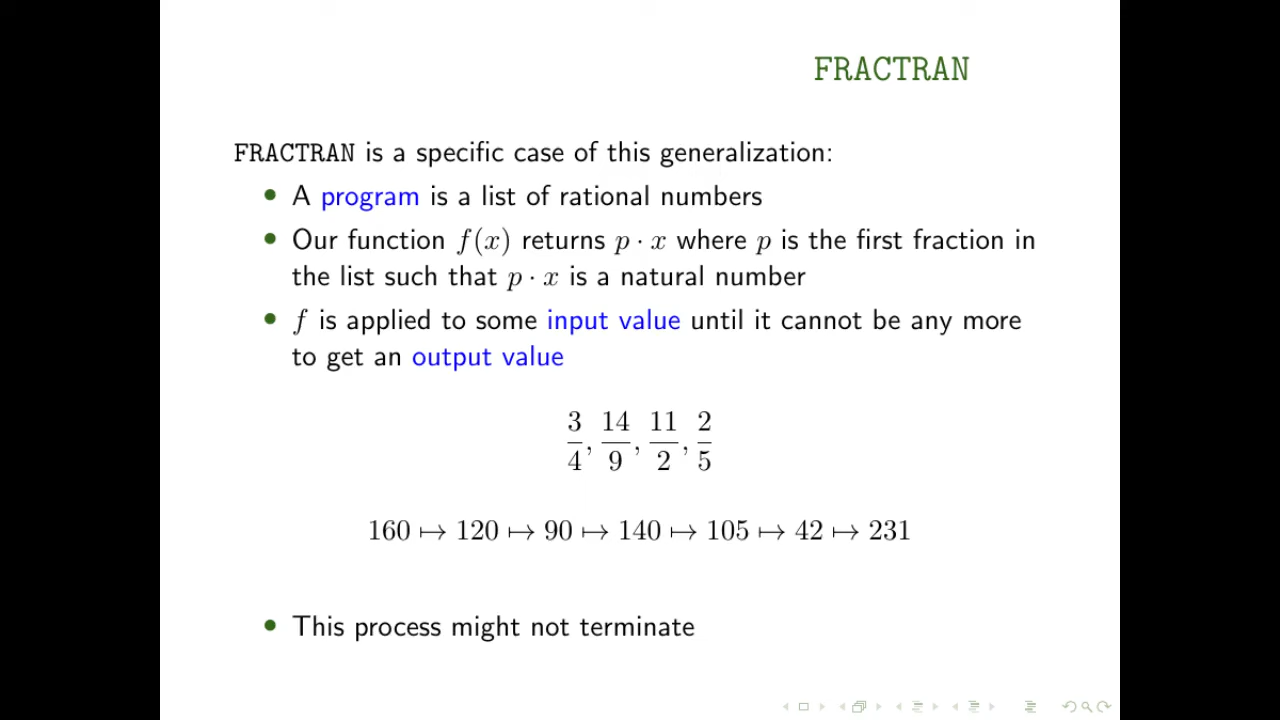 FRACTRAN
FRACTRAN is a specific case of this generalization:
• A program is a list of rational numbers
• Our function f(x) returns p · x where p is the first fraction in
the list such that p · x is a natural number
• f is applied to some input value until it cannot be any more
to get an output value
3/4, 14/9, 11/2, 2/5
160 ↦ 120 ↦ 90 ↦ 140 ↦ 105 ↦ 42 ↦ 231
• This process might not terminate